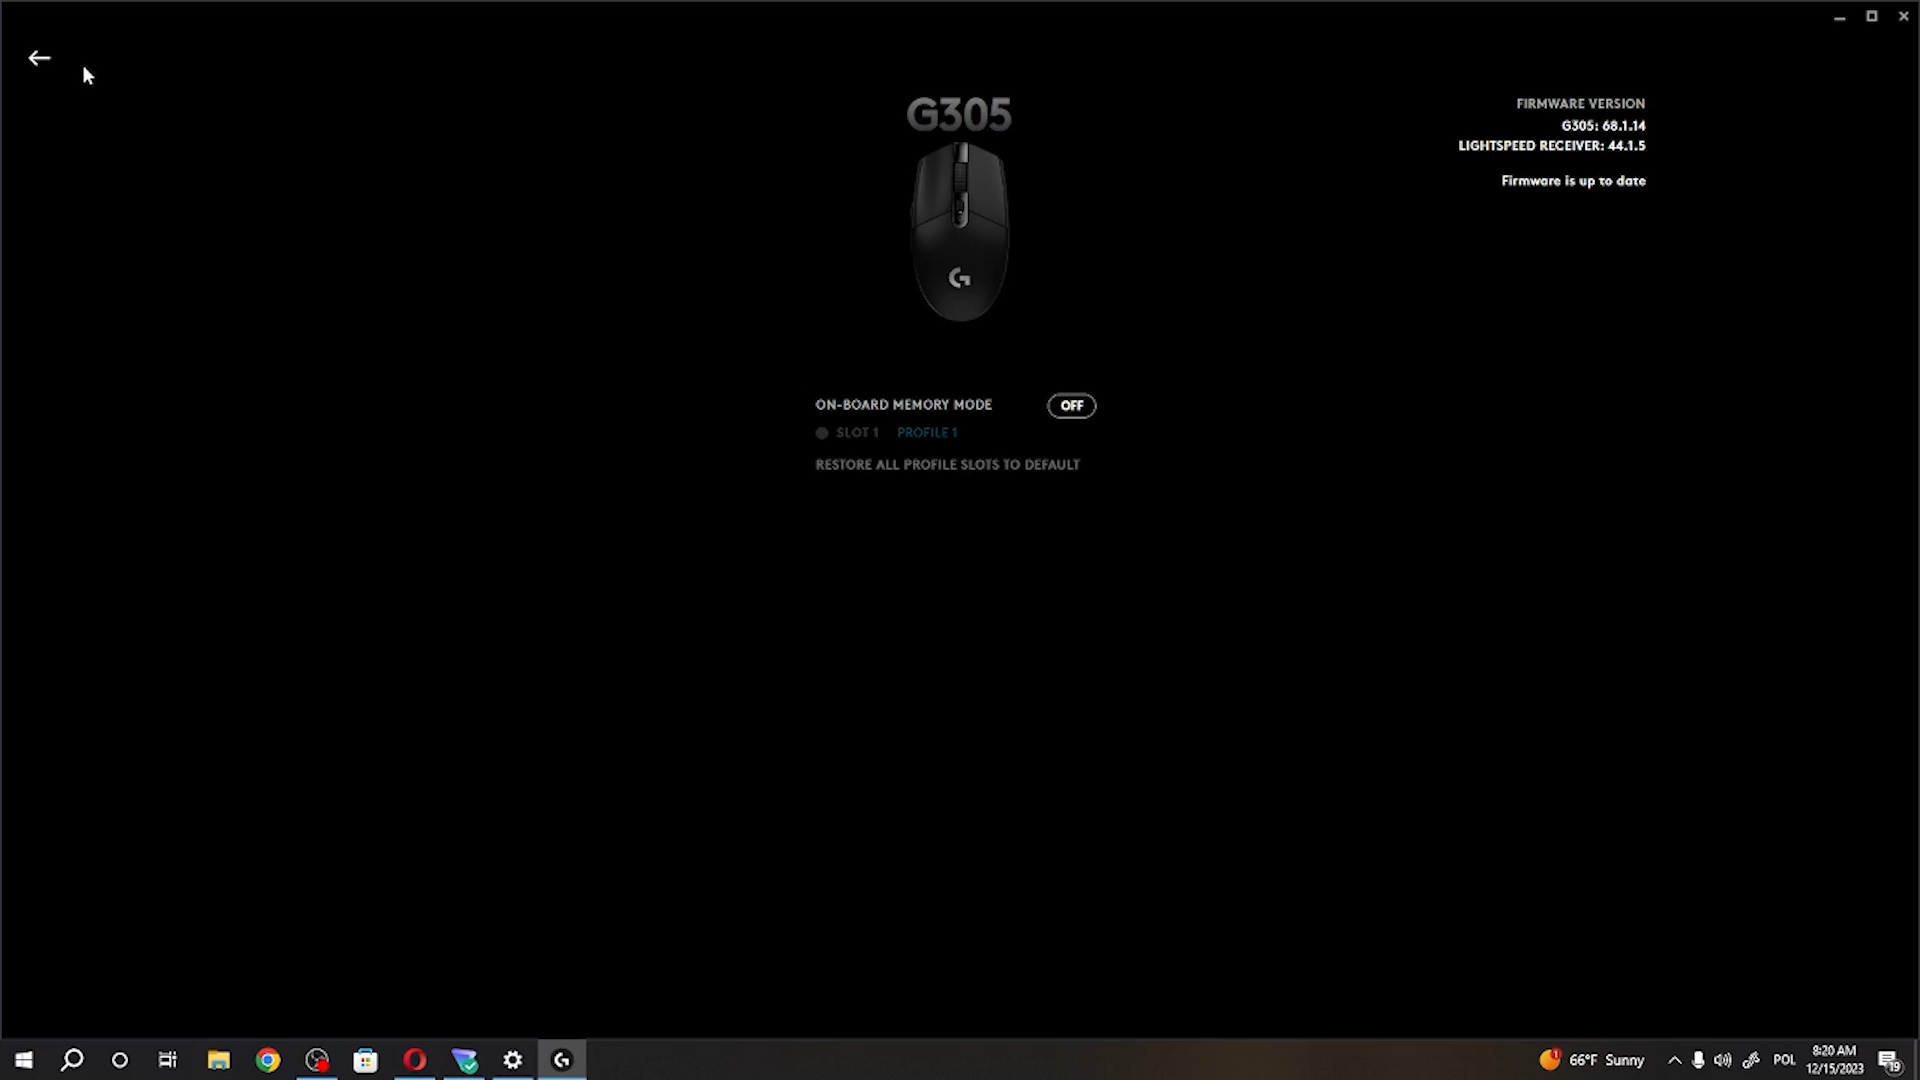 G305
FIRMWARE VERSION
G305: 68.1.14
LIGHTSPEED RECEIVER: 44.1.5
Firmware is up to date
ON-BOARD MEMORY MODE OFF
SLOT 1 PROFILE 1
RESTORE ALL PROFILE SLOTS TO DEFAULT
1
66°F Sunny
POL
8:20 AM
12/15/2023
19